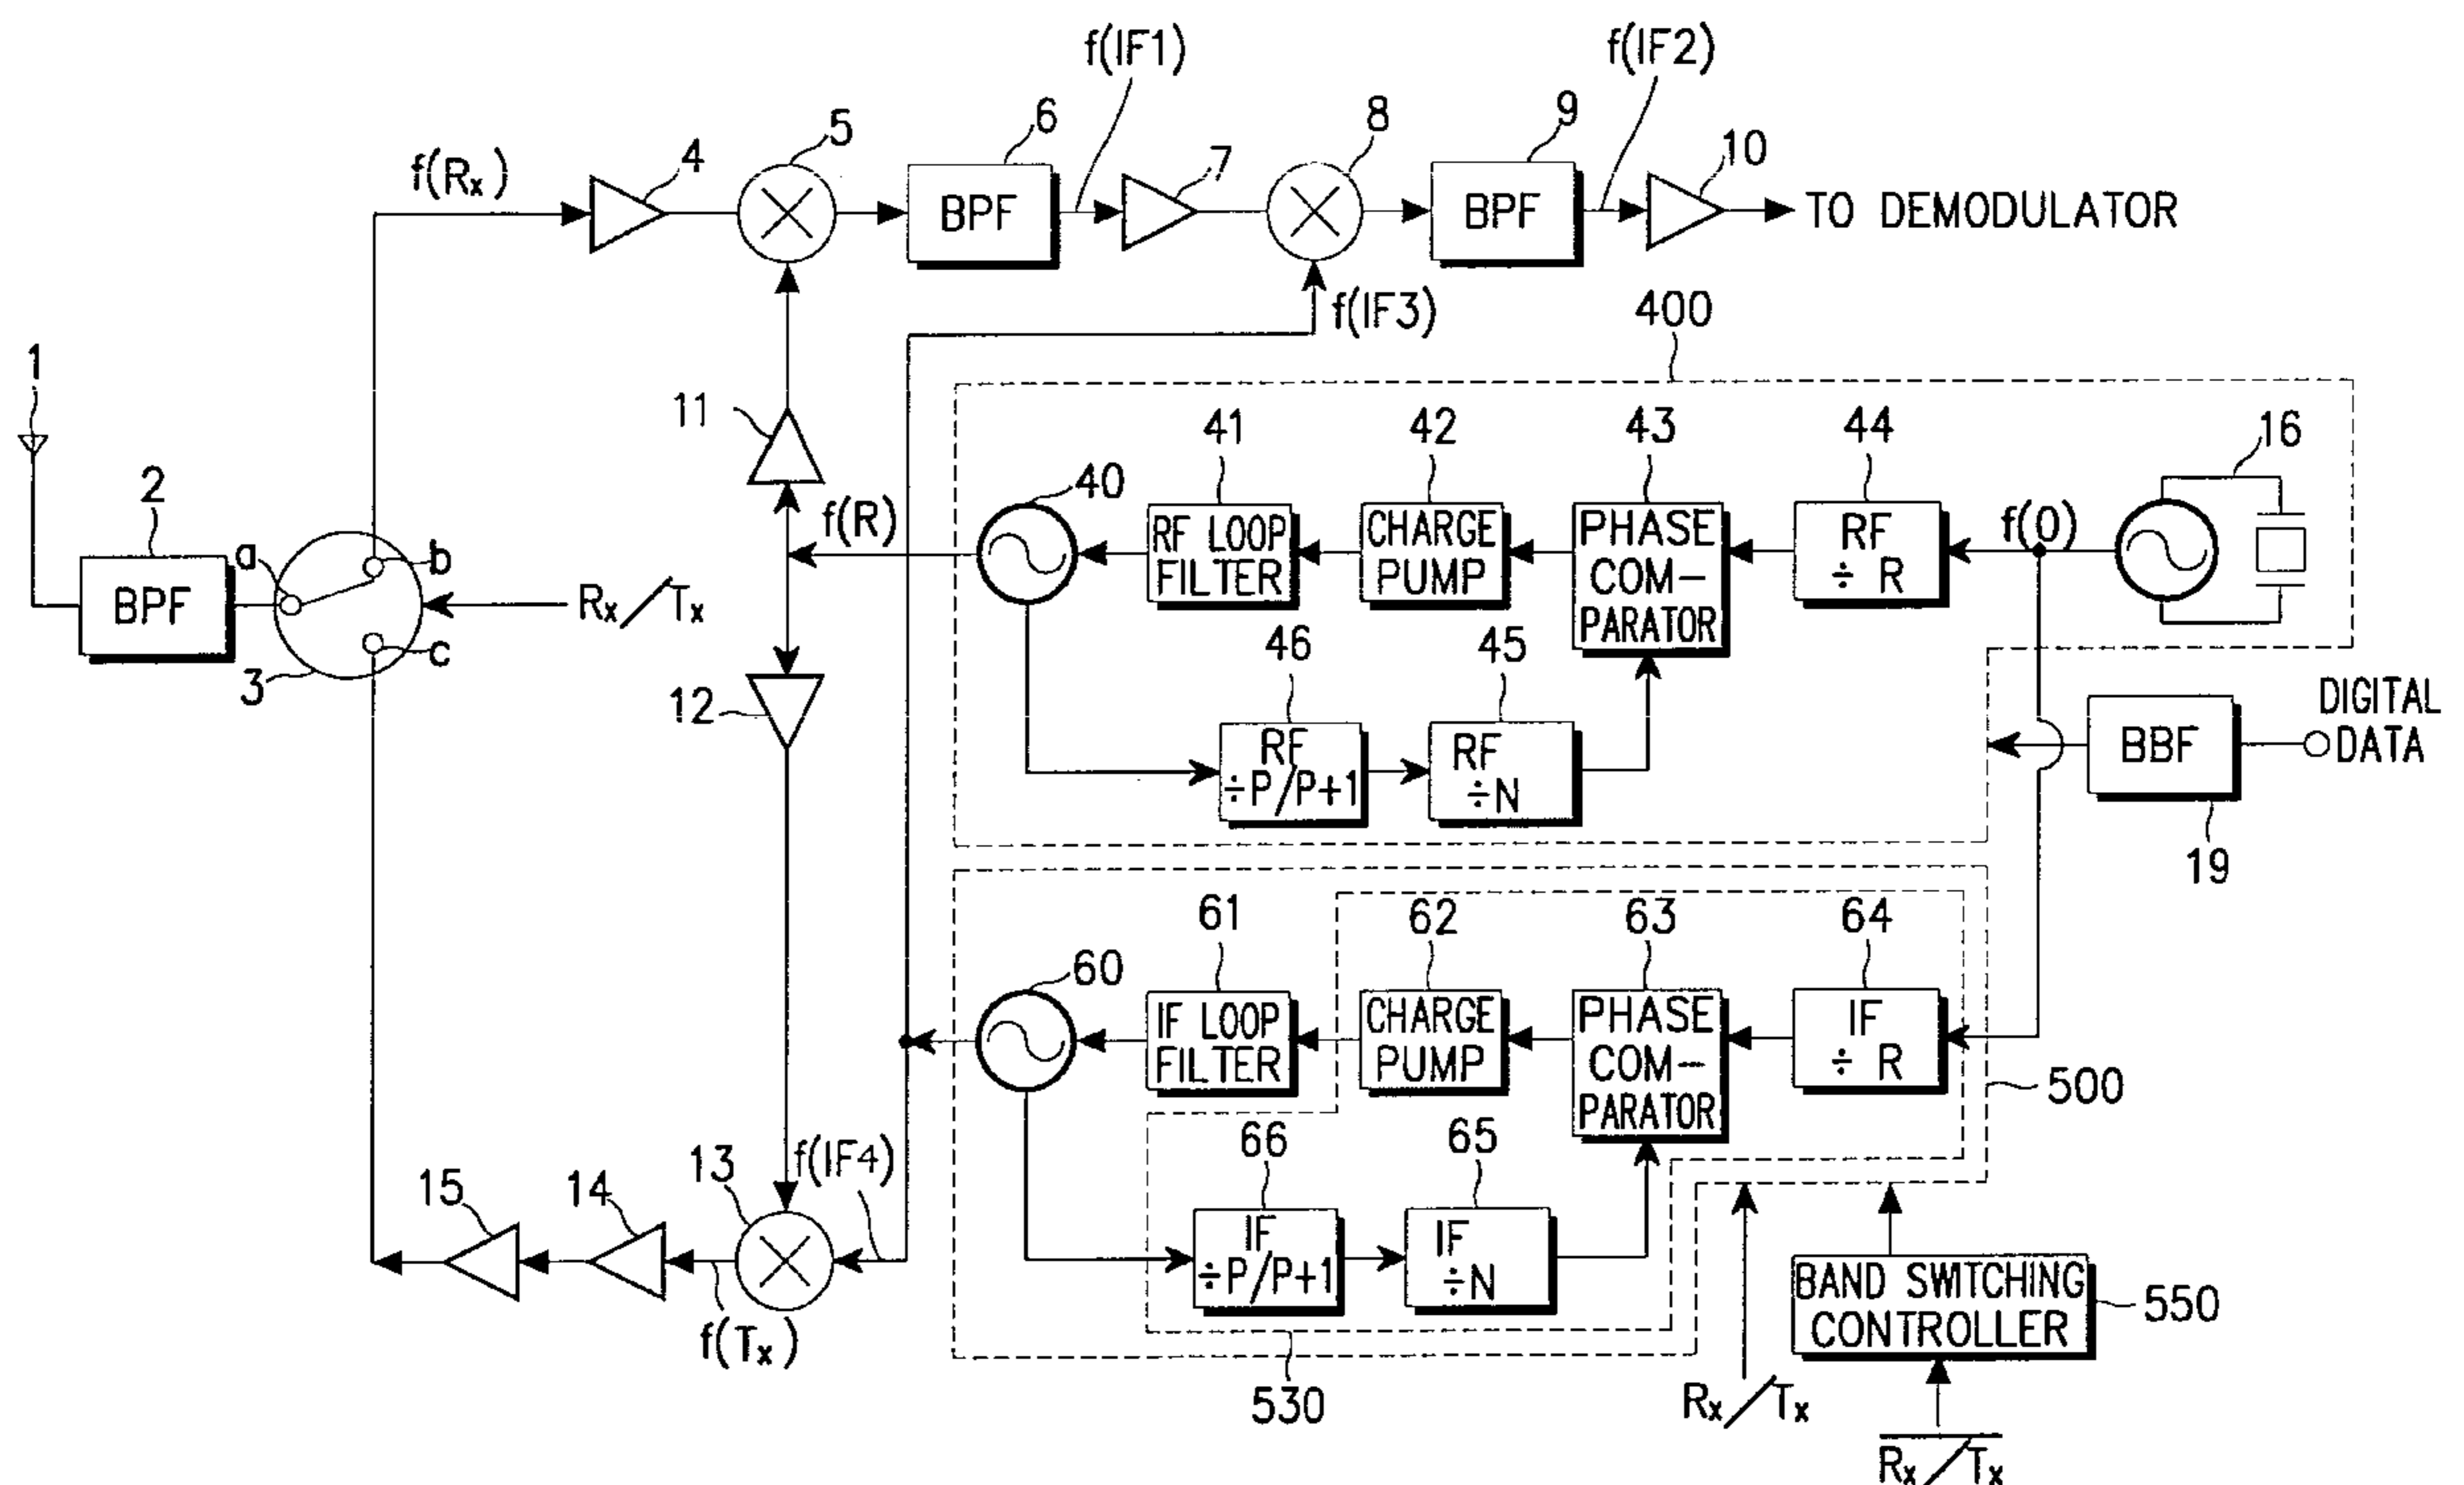 f(IF1)
f(IF2)
4
5
6
7
8
9
10
f(Rx)
BPF
BPF
TO DEMODULATOR
f(IF3)
400
1
11
41
42
43
44
16
2
40
f(R)
RF LOOP
FILTER
CHARGE
PUMP
PHASE
COM-
PARATOR
RF
÷ R
f(0)
BPF
a
b
c
3
Rx/Tx
46
45
12
RF
÷P/P+1
RF
÷N
BBF
DIGITAL
DATA
19
61
62
63
64
60
IF LOOP
FILTER
CHARGE
PUMP
PHASE
COM-
PARATOR
IF
÷ R
500
66
65
15
14
13
f(IF4)
f(Tx)
IF
÷P/P+1
IF
÷N
BAND SWITCHING
CONTROLLER
550
530
Rx/Tx
Rx/Tx